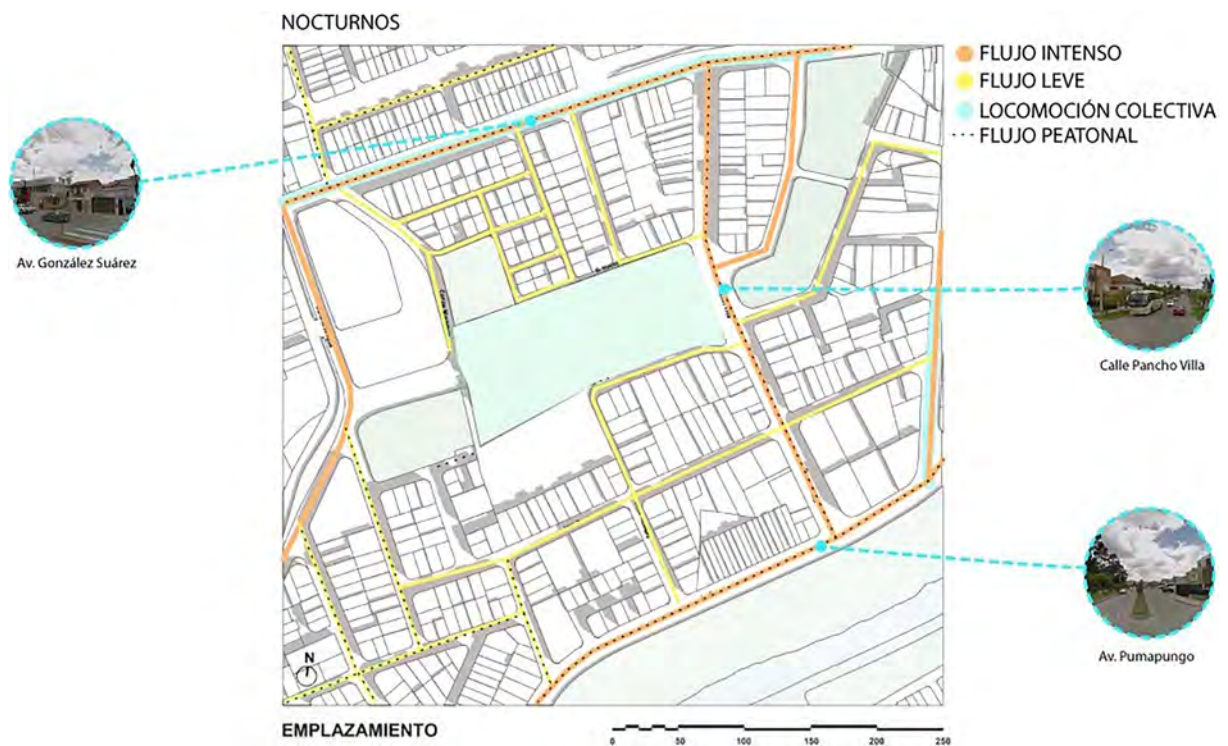 NOCTURNOS
FLUJO INTENSO
FLUJO LEVE
LOCOMOCIÓN COLECTIVA
FLUJO PEATONAL
Av. González Suárez
Calle Pancho Villa
Av. Pumapungo
N
EMPLAZAMIENTO
0 50 100 150 200 250